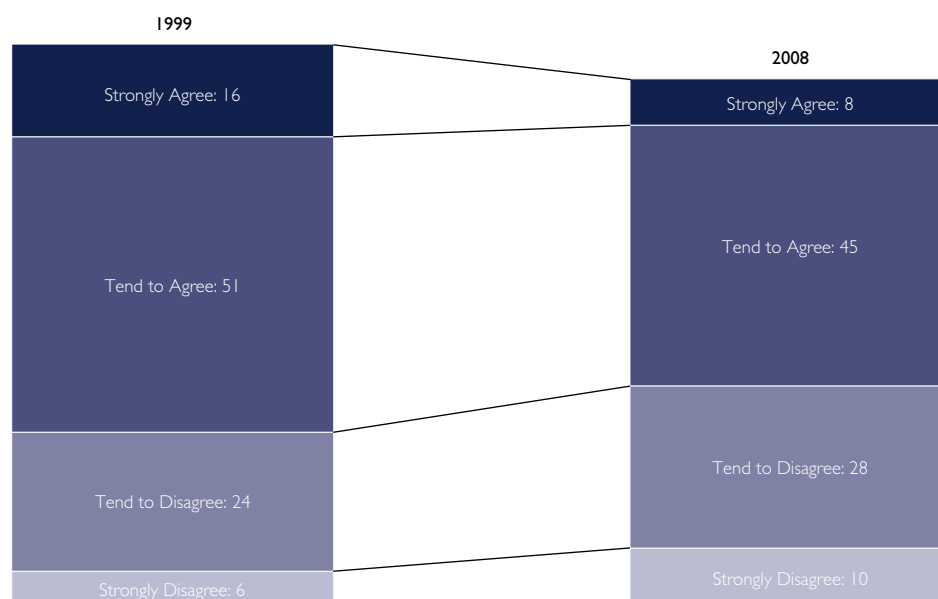 1999
Strongly Agree: 16
Tend to Agree: 51
Tend to Disagree: 24
Strongly Disagree: 6
2008
Strongly Agree: 8
Tend to Agree: 45
Tend to Disagree: 28
Strongly Disagree: 10